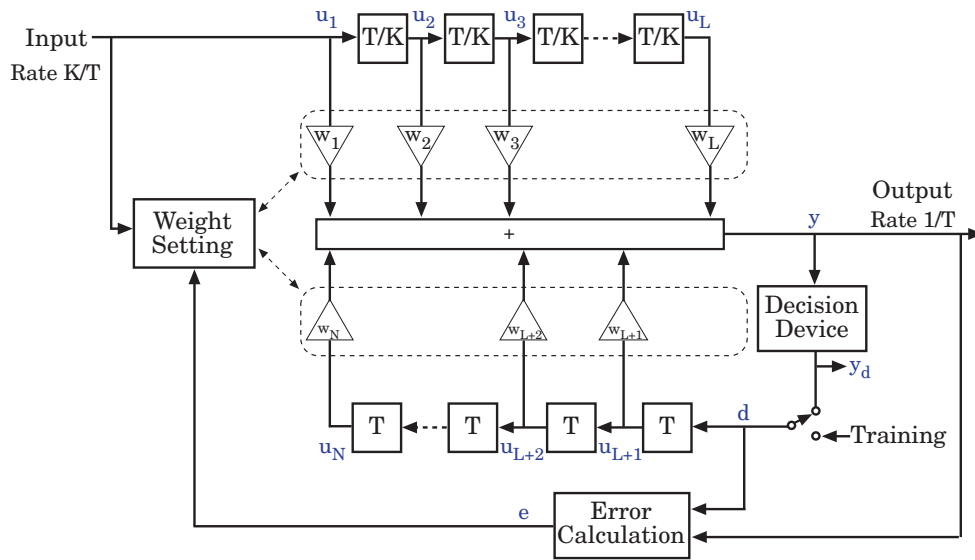 u1 u2 u3 uL
Input
T/K T/K T/K T/K
Rate K/T
w1 w2 w3 wL
Output
Weight
Setting
Rate 1/T
y
+
Decision
Device
wN wL+2 wL+1
yd
d
T T T T
uN uL+2 uL+1
Training
e
Error
Calculation